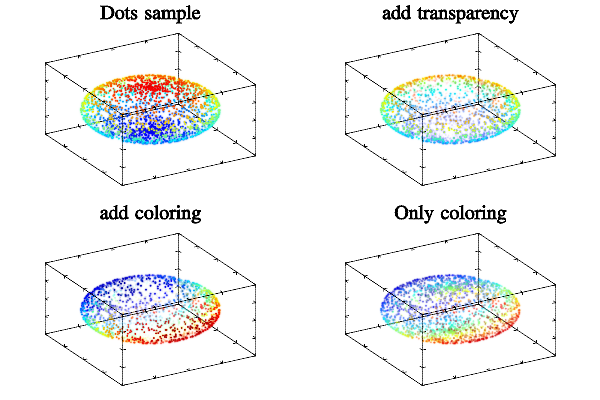 Dots sample
add transparency
add coloring
Only coloring